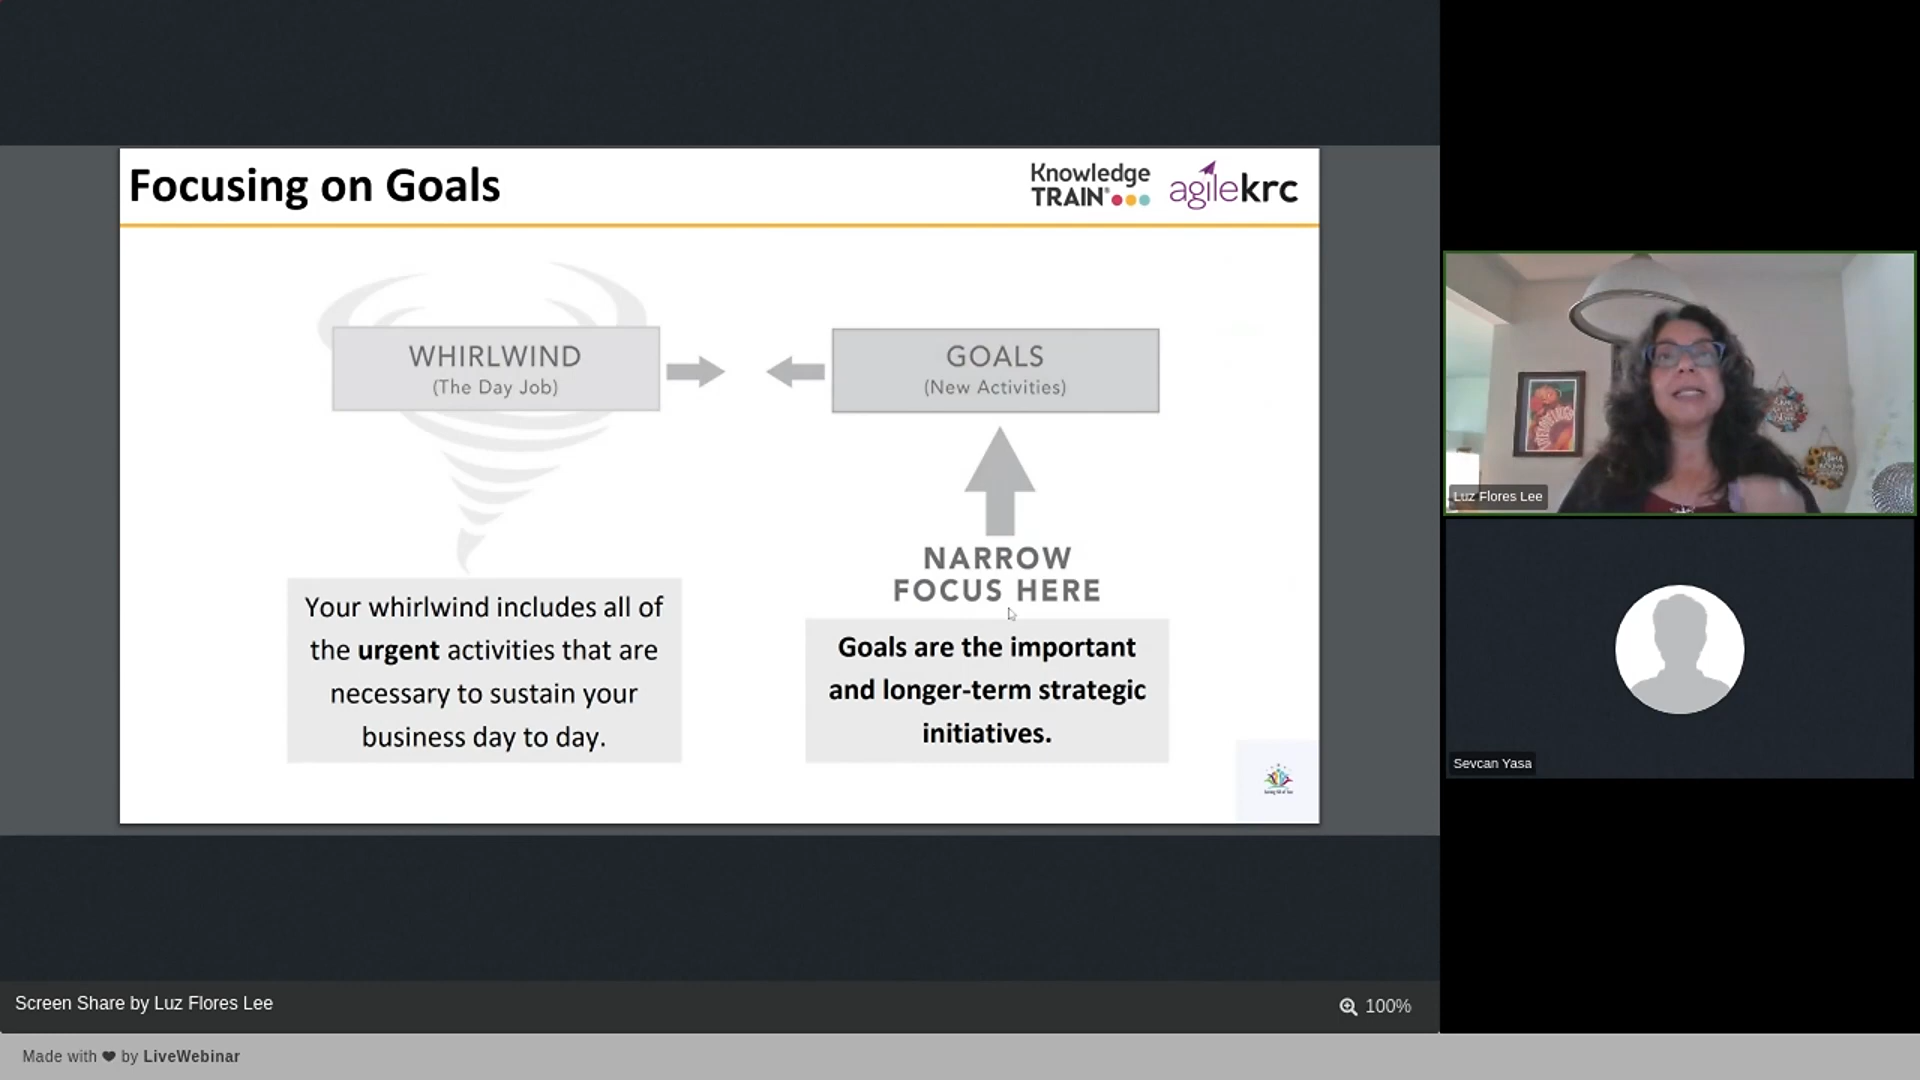 Focusing on Goals
Knowledge
TRAIN
agilekrc
WHIRLWIND
(The Day Job)
GOALS
(New Activities)
NARROW
FOCUS HERE
Your whirlwind includes all of
the urgent activities that are
necessary to sustain your
business day to day.
Goals are the important
and longer-term strategic
initiatives.
Luz Flores Lee
Sevcan Yasa
Screen Share by Luz Flores Lee
100%
Made with ❤ by LiveWebinar